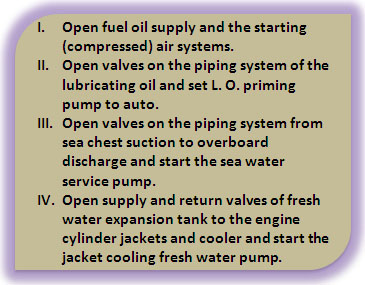 I. Open fuel oil supply and the starting
(compressed) air systems.
II. Open valves on the piping system of the
lubricating oil and set L. O. priming
pump to auto.
III. Open valves on the piping system from
sea chest suction to overboard
discharge and start the sea water
service pump.
IV. Open supply and return valves of fresh
water expansion tank to the engine
cylinder jackets and cooler and start the
jacket cooling fresh water pump.